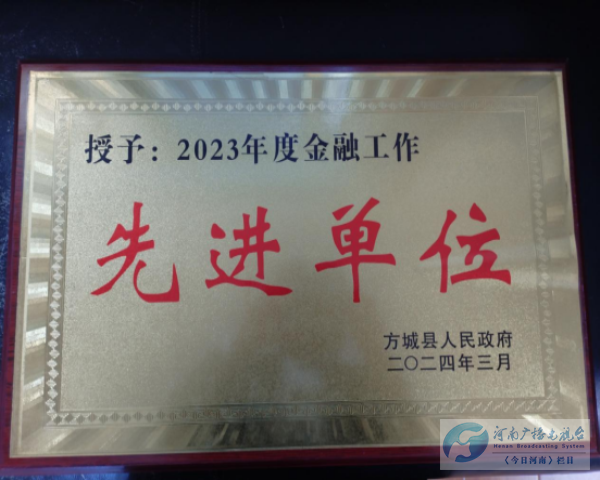 授予：2023年度金融工作
先进单位
方城县人民政府
二〇二四年三月
河南广播电视台
Henan Broadcasting System
《今日河南》栏目